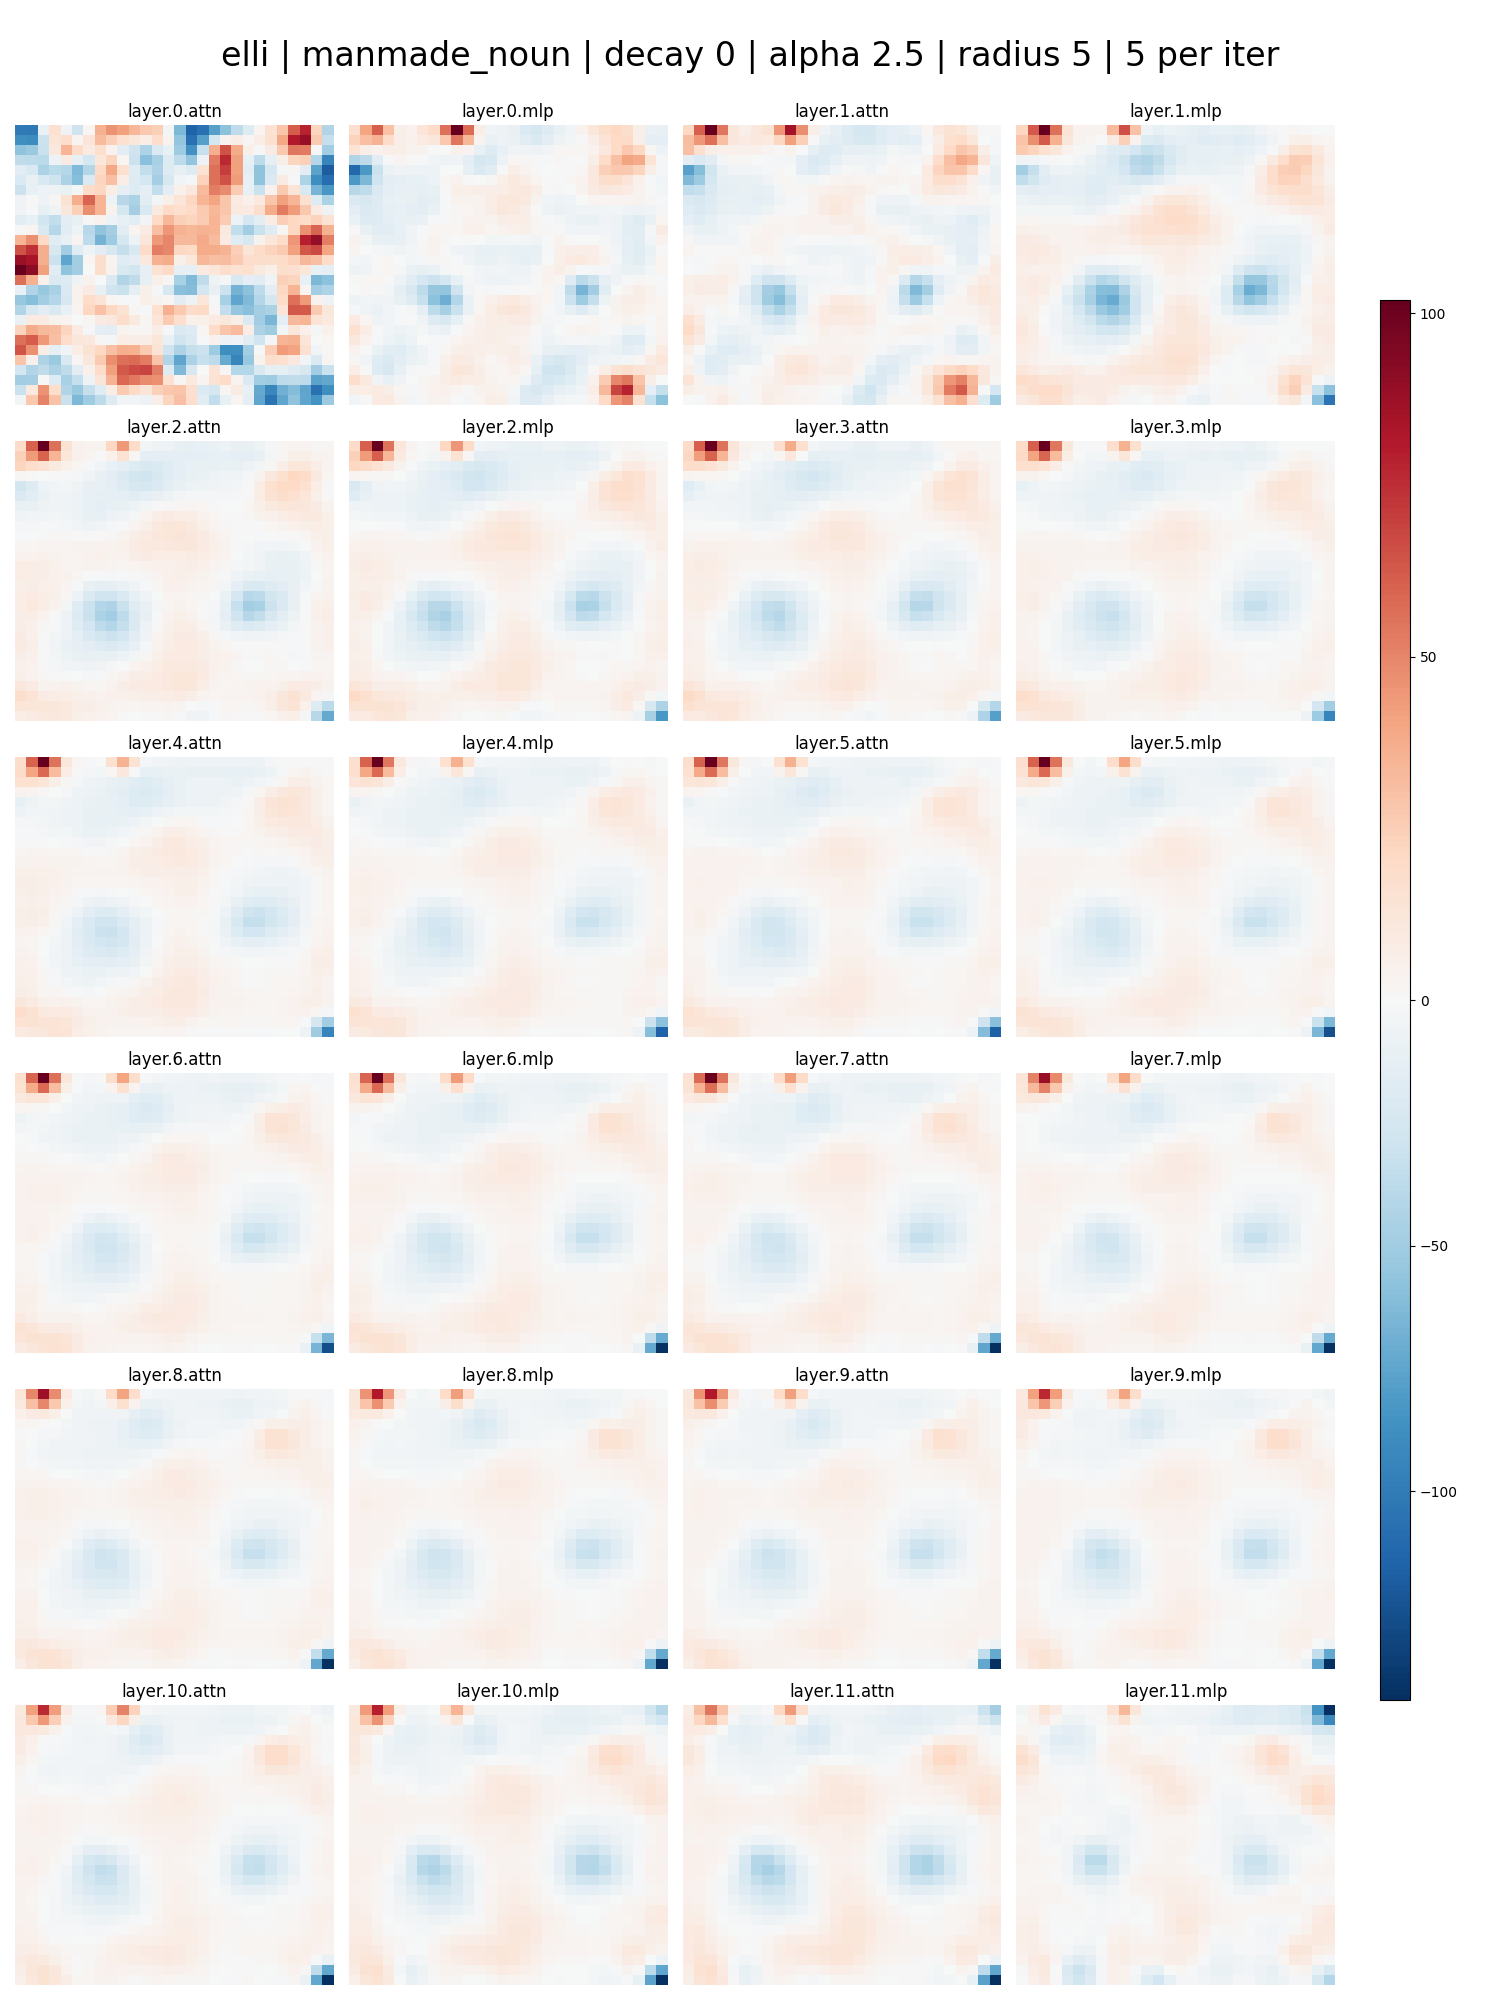 elli | manmade_noun | decay 0 | alpha 2.5 | radius 5 | 5 per iter
layer.0.attn
layer.0.mlp
layer.1.attn
layer.1.mlp
layer.2.attn
layer.2.mlp
layer.3.attn
layer.3.mlp
layer.4.attn
layer.4.mlp
layer.5.attn
layer.5.mlp
layer.6.attn
layer.6.mlp
layer.7.attn
layer.7.mlp
layer.8.attn
layer.8.mlp
layer.9.attn
layer.9.mlp
layer.10.attn
layer.10.mlp
layer.11.attn
layer.11.mlp
100
50
0
−50
−100